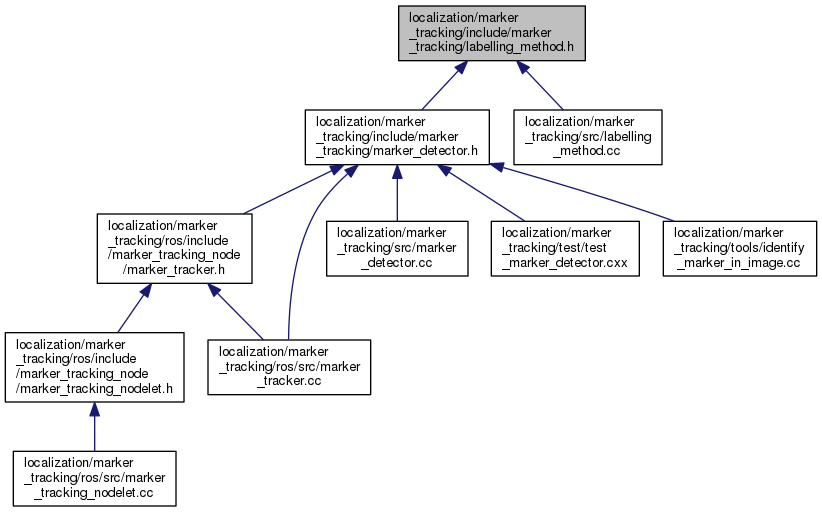 localization/marker
_tracking/include/marker
_tracking/labelling_method.h
localization/marker
_tracking/include/marker
_tracking/marker_detector.h
localization/marker
_tracking/src/labelling
_method.cc
localization/marker
_tracking/ros/include
/marker_tracking_node
/marker_tracker.h
localization/marker
_tracking/src/marker
_detector.cc
localization/marker
_tracking/test/test
_marker_detector.cxx
localization/marker
_tracking/tools/identify
_marker_in_image.cc
localization/marker
_tracking/ros/include
/marker_tracking_node
/marker_tracking_nodelet.h
localization/marker
_tracking/ros/src/marker
_tracker.cc
localization/marker
_tracking/ros/src/marker
_tracking_nodelet.cc